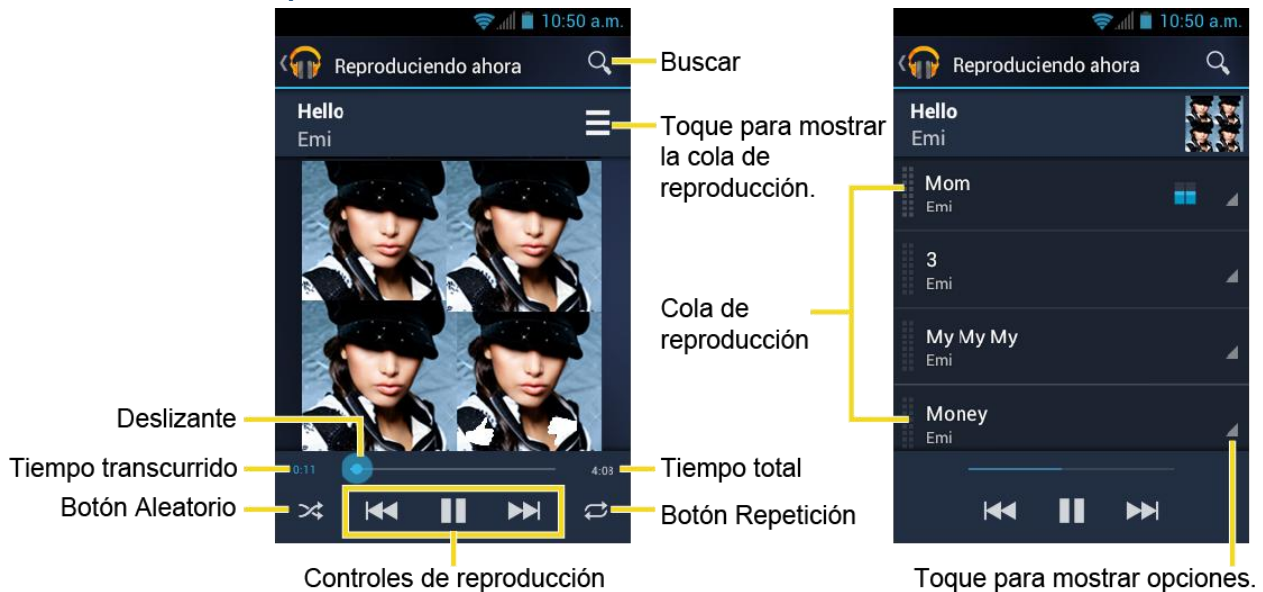 10:50 a.m.
Reproduciendo ahora
Hello
Emi
Buscar
Toque para mostrar
la cola de
reproducción.
Deslizante
Tiempo transcurrido
0:11
4:08
Tiempo total
Botón Aleatorio
Botón Repetición
Controles de reproducción
10:50 a.m.
Reproduciendo ahora
Hello
Emi
Mom
Emi
3
Emi
Cola de
reproducción
My My My
Emi
Money
Emi
Toque para mostrar opciones.